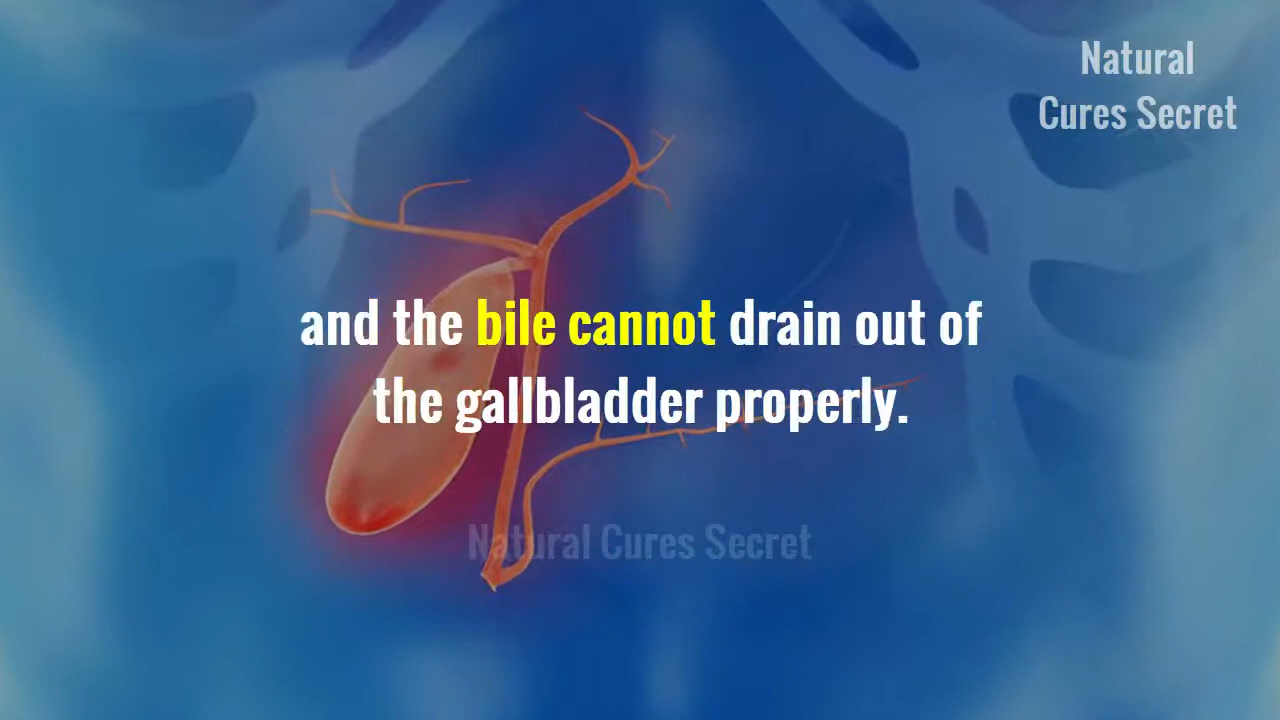 Natural
Cures Secret
and the bile cannot drain out of
the gallbladder properly.
Natural Cures Secret